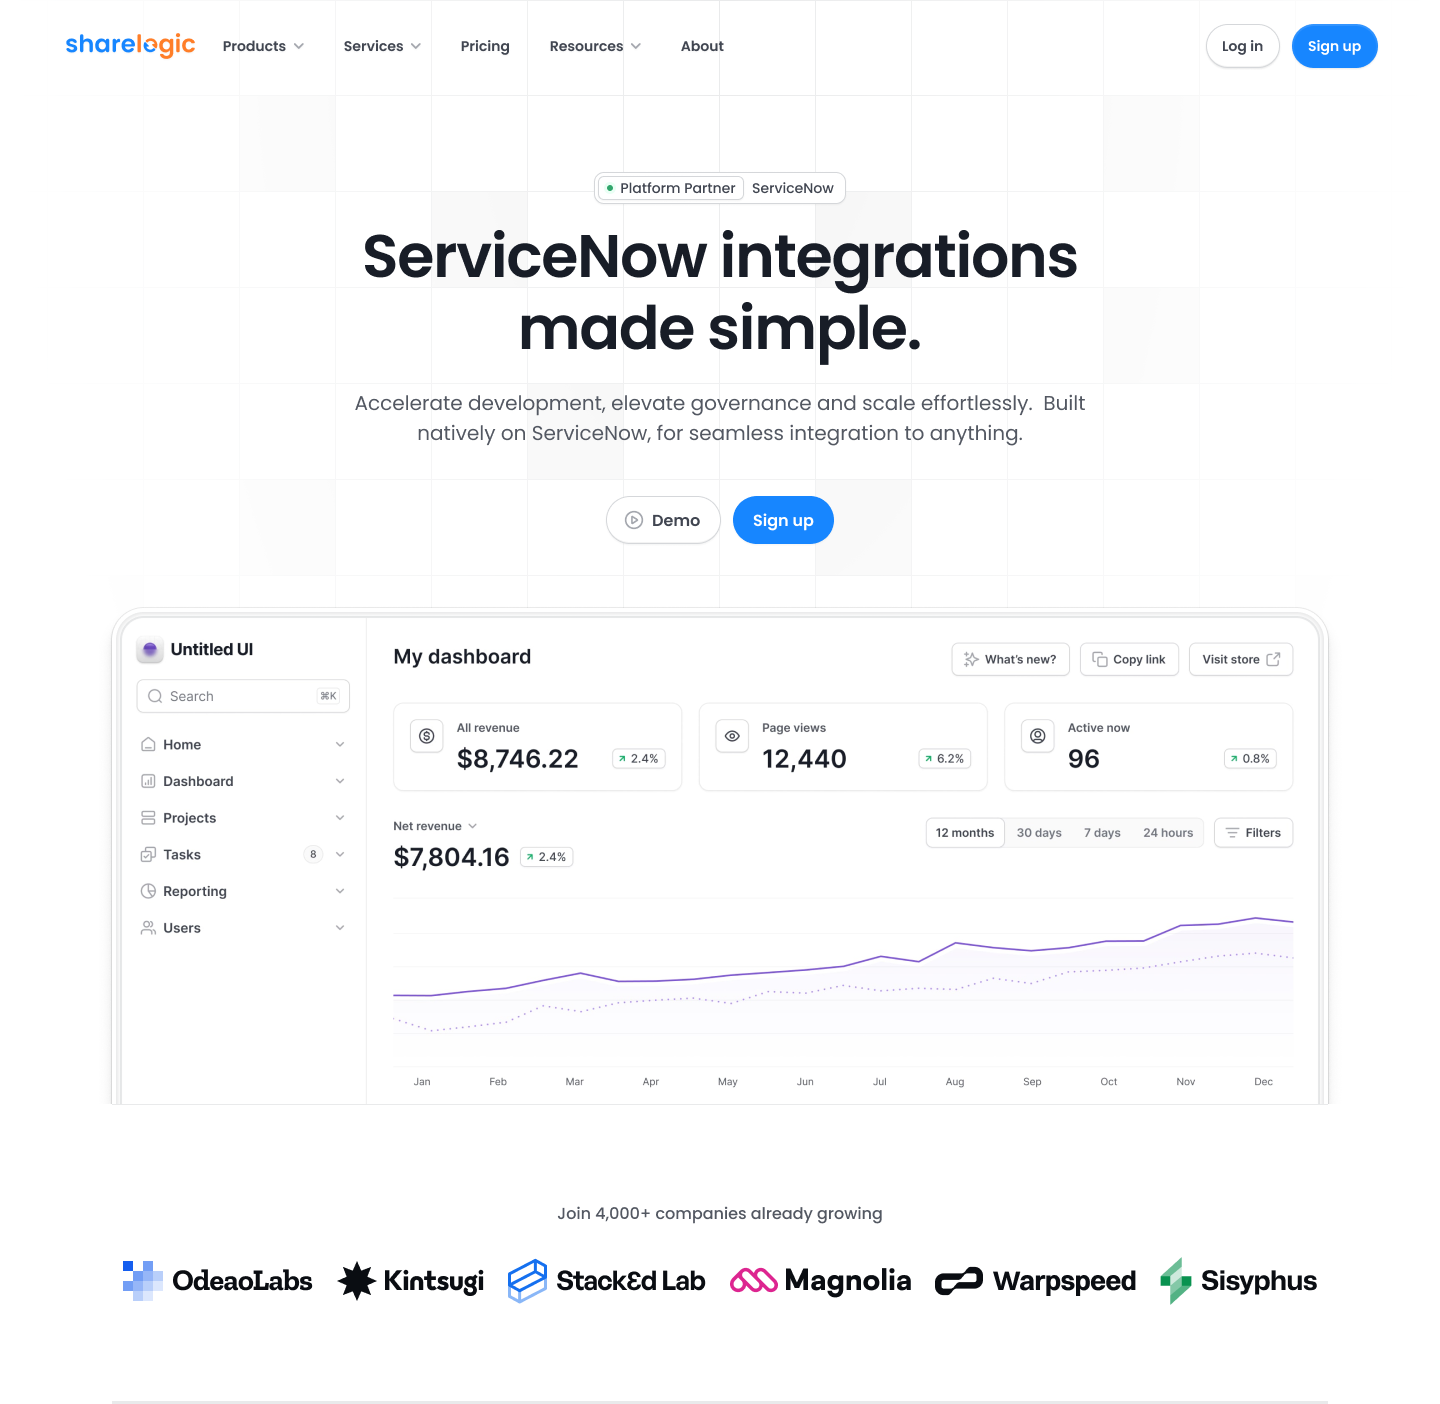 sharelogic
Products
Services
Pricing
Resources
About
Log in
Sign up
Platform Partner
ServiceNow
ServiceNow integrations
made simple.
Accelerate development, elevate governance and scale effortlessly.  Built
natively on ServiceNow, for seamless integration to anything.
Demo
Sign up
Untitled UI
Search
⌘K
Home
Dashboard
Projects
Tasks
8
Reporting
Users
My dashboard
What's new?
Copy link
Visit store
All revenue
$8,746.22
2.4%
Page views
12,440
6.2%
Active now
96
0.8%
Net revenue
$7,804.16
2.4%
12 months
30 days
7 days
24 hours
Filters
Jan
Feb
Mar
Apr
May
Jun
Jul
Aug
Sep
Oct
Nov
Dec
Join 4,000+ companies already growing
OdeaoLabs
Kintsugi
StackƐd Lab
Magnolia
Warpspeed
Sisyphus